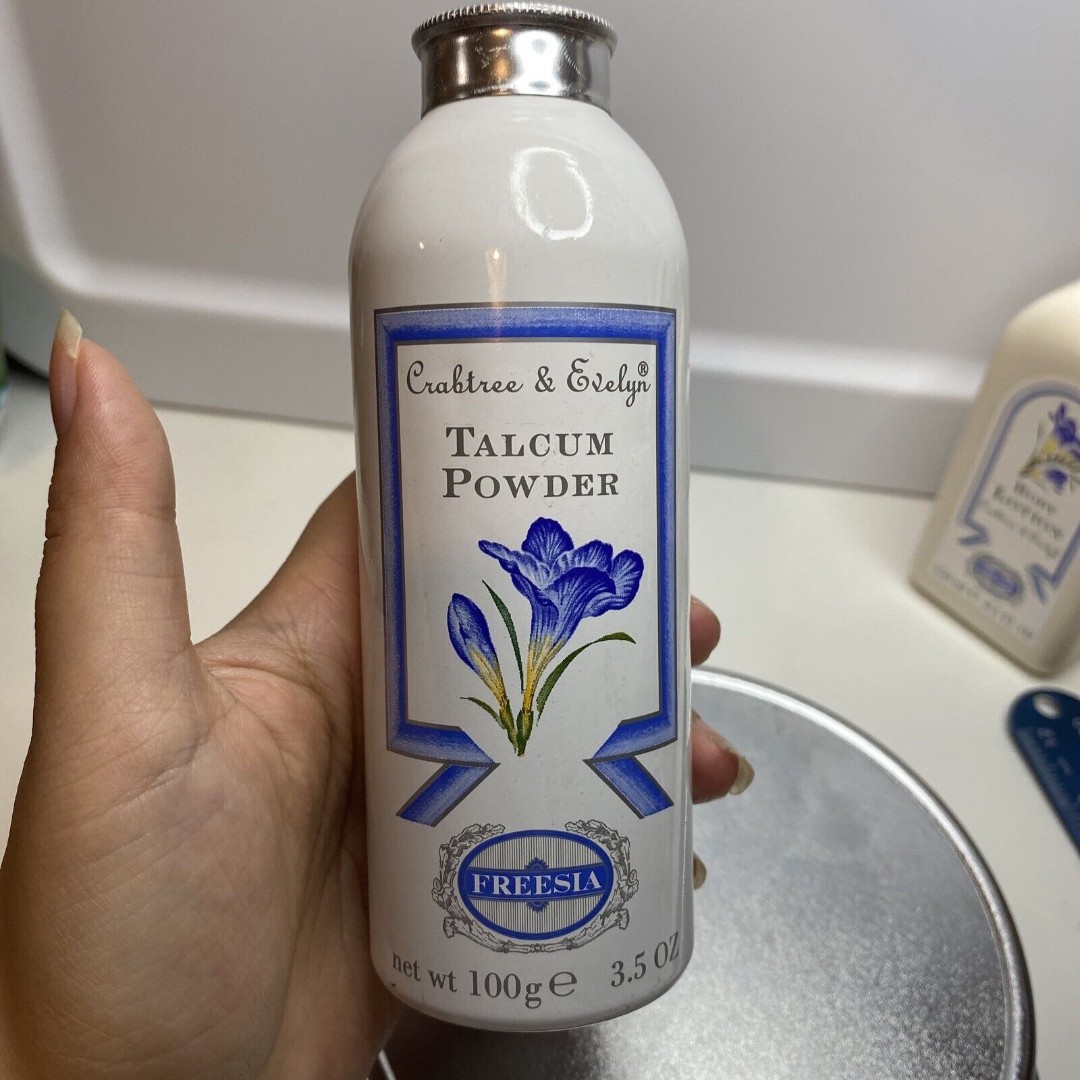 Crabtree & Evelyn®
TALCUM
POWDER
FREESIA
net wt 100g ℮ 3.5 OZ